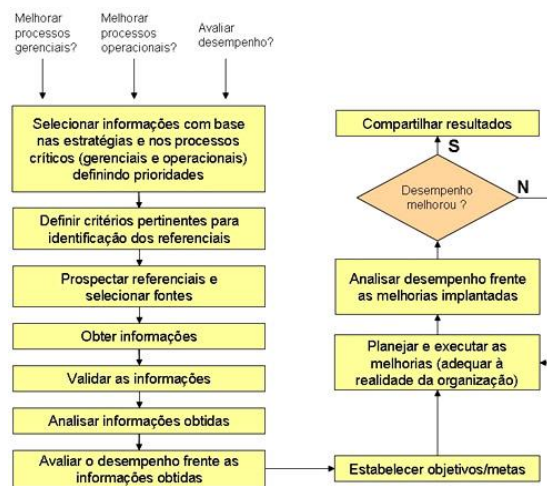 Melhorar
processos
gerenciais?
Melhorar
processos
operacionais?
Avaliar
desempenho?
Selecionar informações com base
nas estratégias e nos processos
críticos (gerenciais e operacionais)
definindo prioridades
Definir critérios pertinentes para
identificação dos referenciais
Prospectar referenciais e
selecionar fontes
Obter informações
Validar as informações
Analisar informações obtidas
Avaliar o desempenho frente as
informações obtidas
Compartilhar resultados
S
Desempenho
melhorou ?
N
Analisar desempenho frente
as melhorias implantadas
Planejar e executar as
melhorias (adequar à
realidade da organização)
Estabelecer objetivos/metas